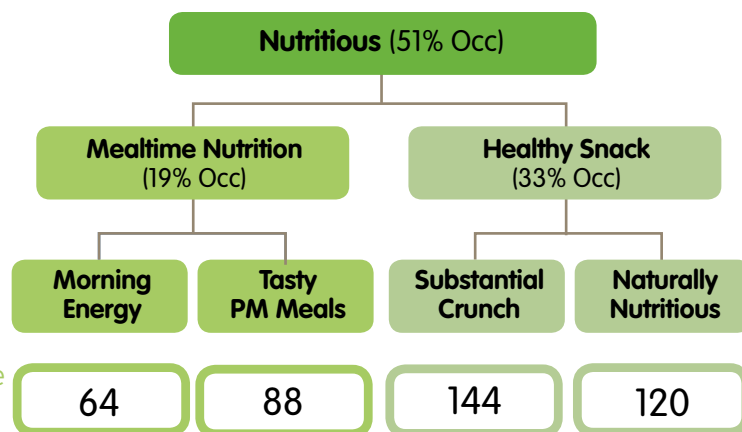 Nutritious (51% Occ)
Mealtime Nutrition
(19% Occ)
Healthy Snack
(33% Occ)
Morning
Energy
Tasty
PM Meals
Substantial
Crunch
Naturally
Nutritious
64
88
144
120